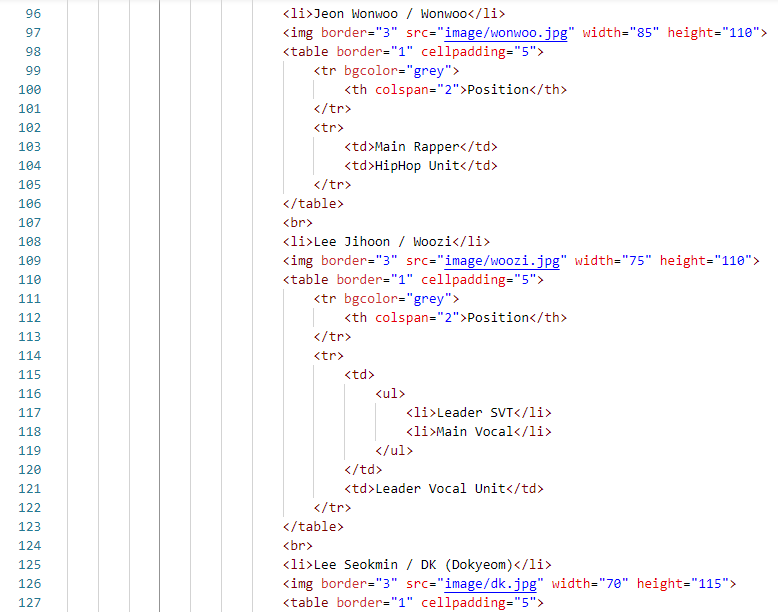 96 <li>Jeon Wonwoo / Wonwoo</li>
97 <img border="3" src="image/wonwoo.jpg" width="85" height="110">
98 <table border="1" cellpadding="5">
99 <tr bgcolor="grey">
100 <th colspan="2">Position</th>
101 </tr>
102 <tr>
103 <td>Main Rapper</td>
104 <td>HipHop Unit</td>
105 </tr>
106 </table>
107 <br>
108 <li>Lee Jihoon / Woozi</li>
109 <img border="3" src="image/woozi.jpg" width="75" height="110">
110 <table border="1" cellpadding="5">
111 <tr bgcolor="grey">
112 <th colspan="2">Position</th>
113 </tr>
114 <tr>
115 <td>
116 <ul>
117 <li>Leader SVT</li>
118 <li>Main Vocal</li>
119 </ul>
120 </td>
121 <td>Leader Vocal Unit</td>
122 </tr>
123 </table>
124 <br>
125 <li>Lee Seokmin / DK (Dokyeom)</li>
126 <img border="3" src="image/dk.jpg" width="70" height="115">
127 <table border="1" cellpadding="5">